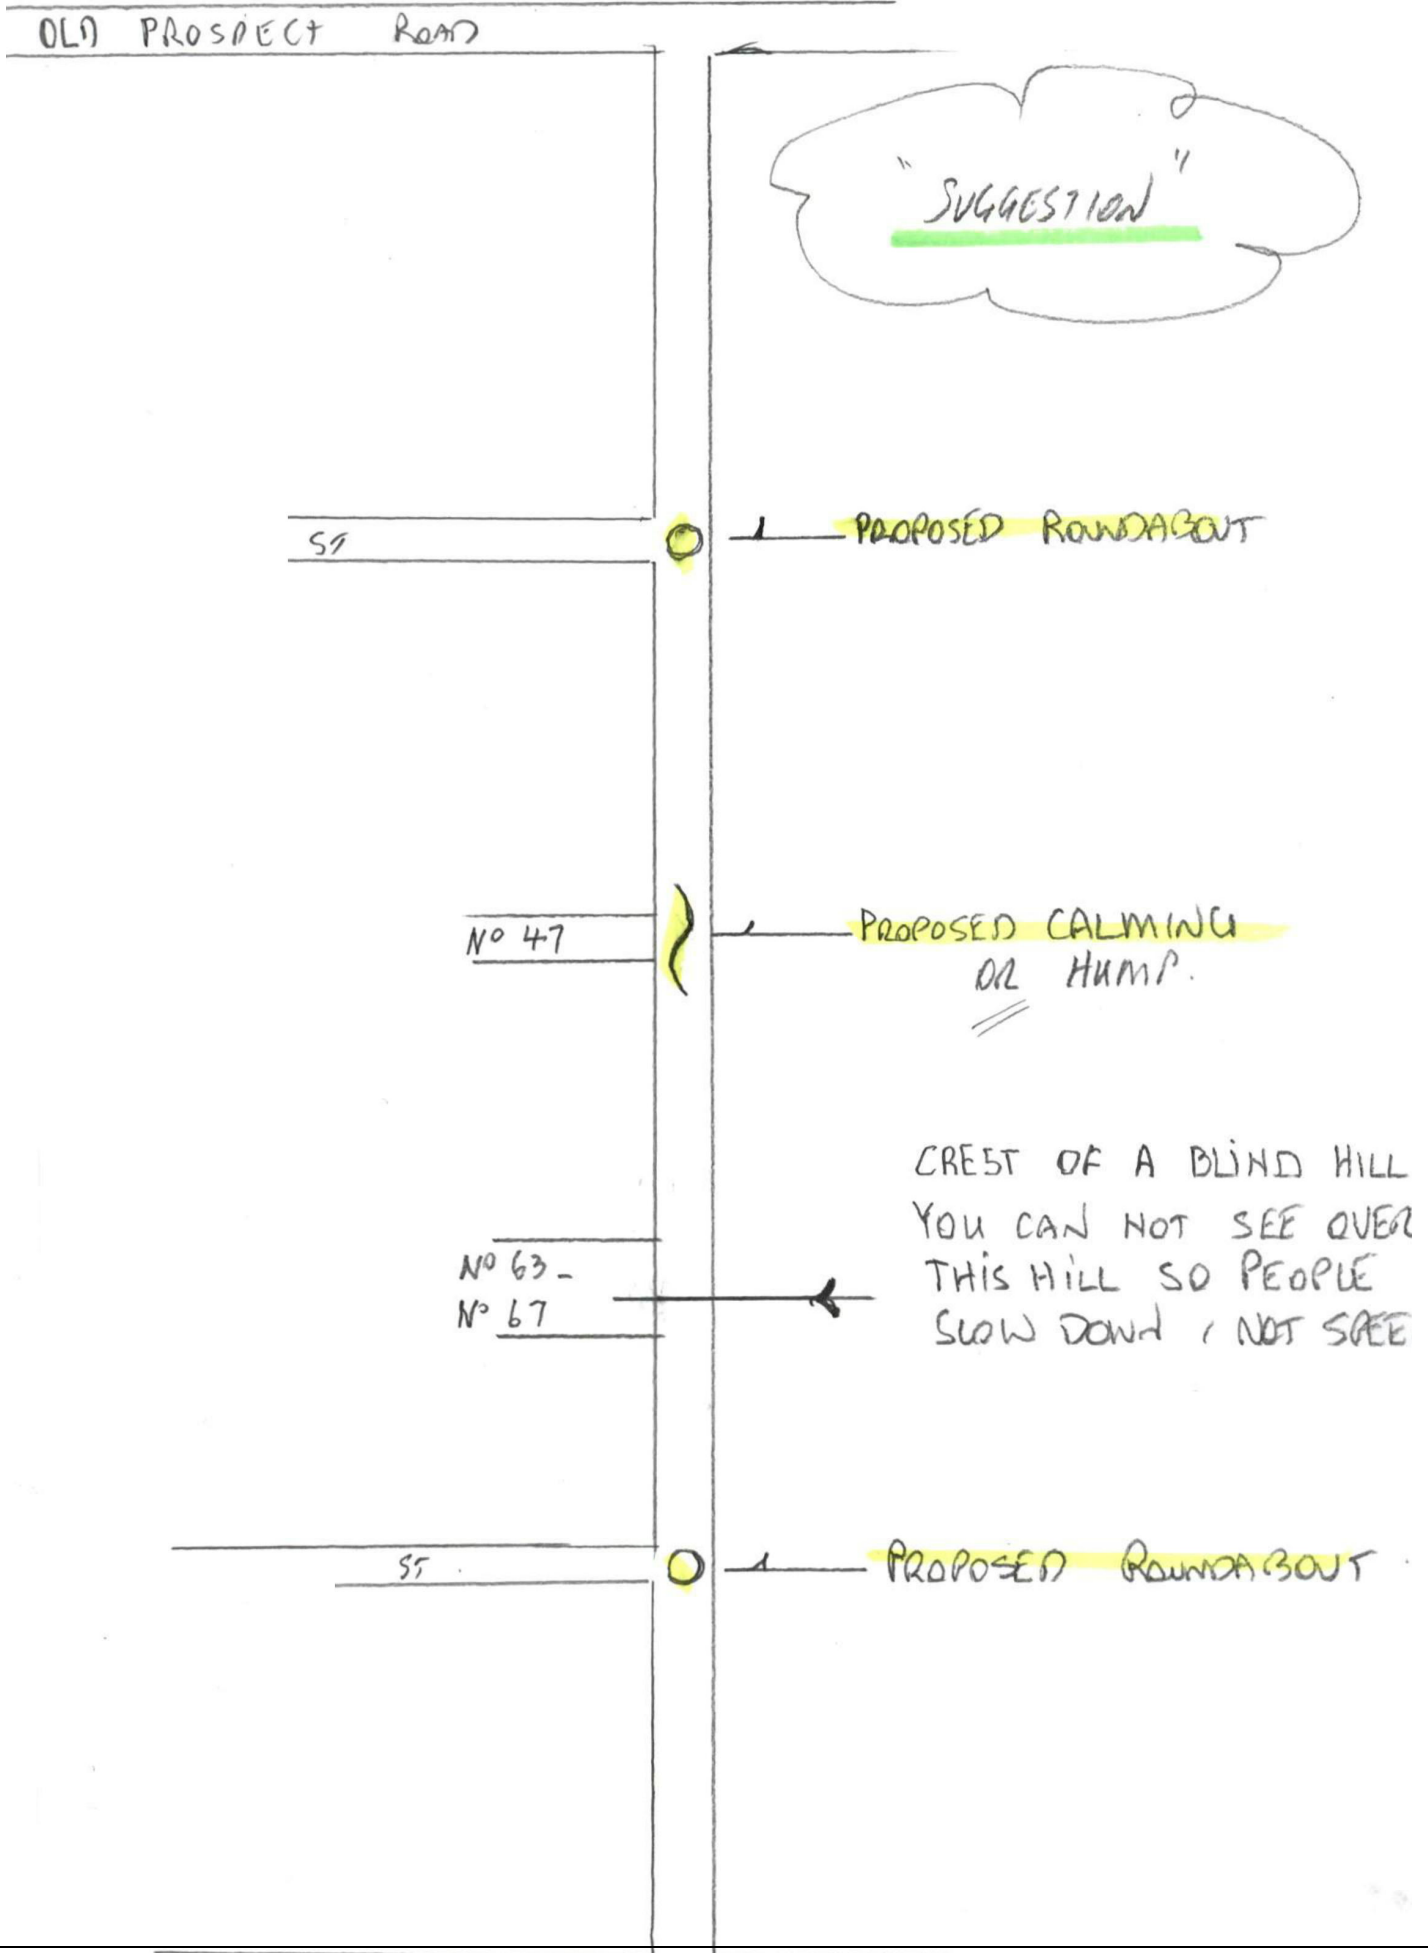 OLD PROSPECT ROAD
"SUGGESTION"
ST
PROPOSED ROUNDABOUT
No 47
PROPOSED CALMING
OR HUMP.
CREST OF A BLIND HILL
YOU CAN NOT SEE OVER
THIS HILL SO PEOPLE
SLOW DOWN, NOT SPEE
No 63-
No 67
ST.
PROPOSED ROUNDABOUT